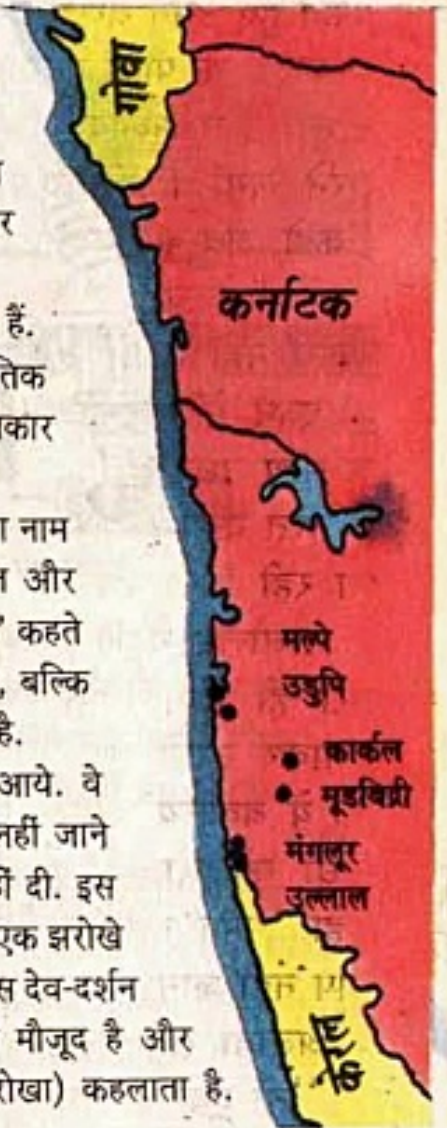 गोवा
र
कर्नाटक
हैं.
तिक
कार
ा नाम
न और
' कहते
, बल्कि
है.
आये. वे
नहीं जाने
हीं दी. इस
एक झरोखे
स देव-दर्शन
मौजूद है और
रोखा) कहलाता है.
मल्पे
उडुपि
कार्कल
मूडबिद्री
मंगलूर
उल्लाल
केरल